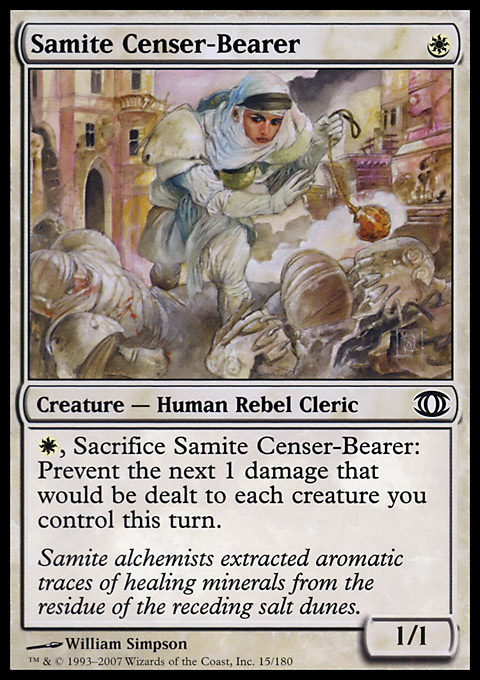 Samite Censer-Bearer
Creature — Human Rebel Cleric
, Sacrifice Samite Censer-Bearer:
Prevent the next 1 damage that
would be dealt to each creature you
control this turn.
Samite alchemists extracted aromatic
traces of healing minerals from the
residue of the receding salt dunes.
William Simpson
1/1
™ & © 1993–2007 Wizards of the Coast, Inc. 15/180